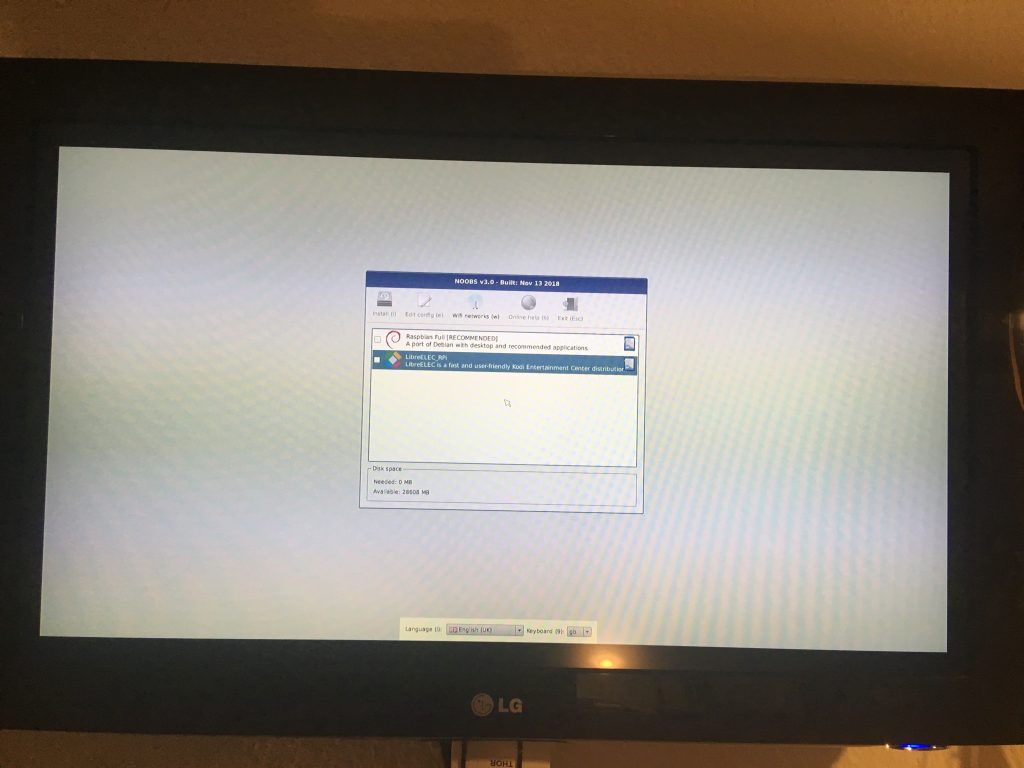 NOOBS v3.0 - Built: Nov 13 2018
Install (i) Edit config (e) Wifi networks (w) Online help (h) Exit (Esc)
Raspbian Full [RECOMMENDED]
A port of Debian with desktop and recommended applications
LibreELEC_RPi
LibreELEC is a fast and user-friendly Kodi Entertainment Center distribution
Disk space
Needed: 0 MB
Available: 28608 MB
Language (l): English (UK) Keyboard (9): gb
LG
THOR